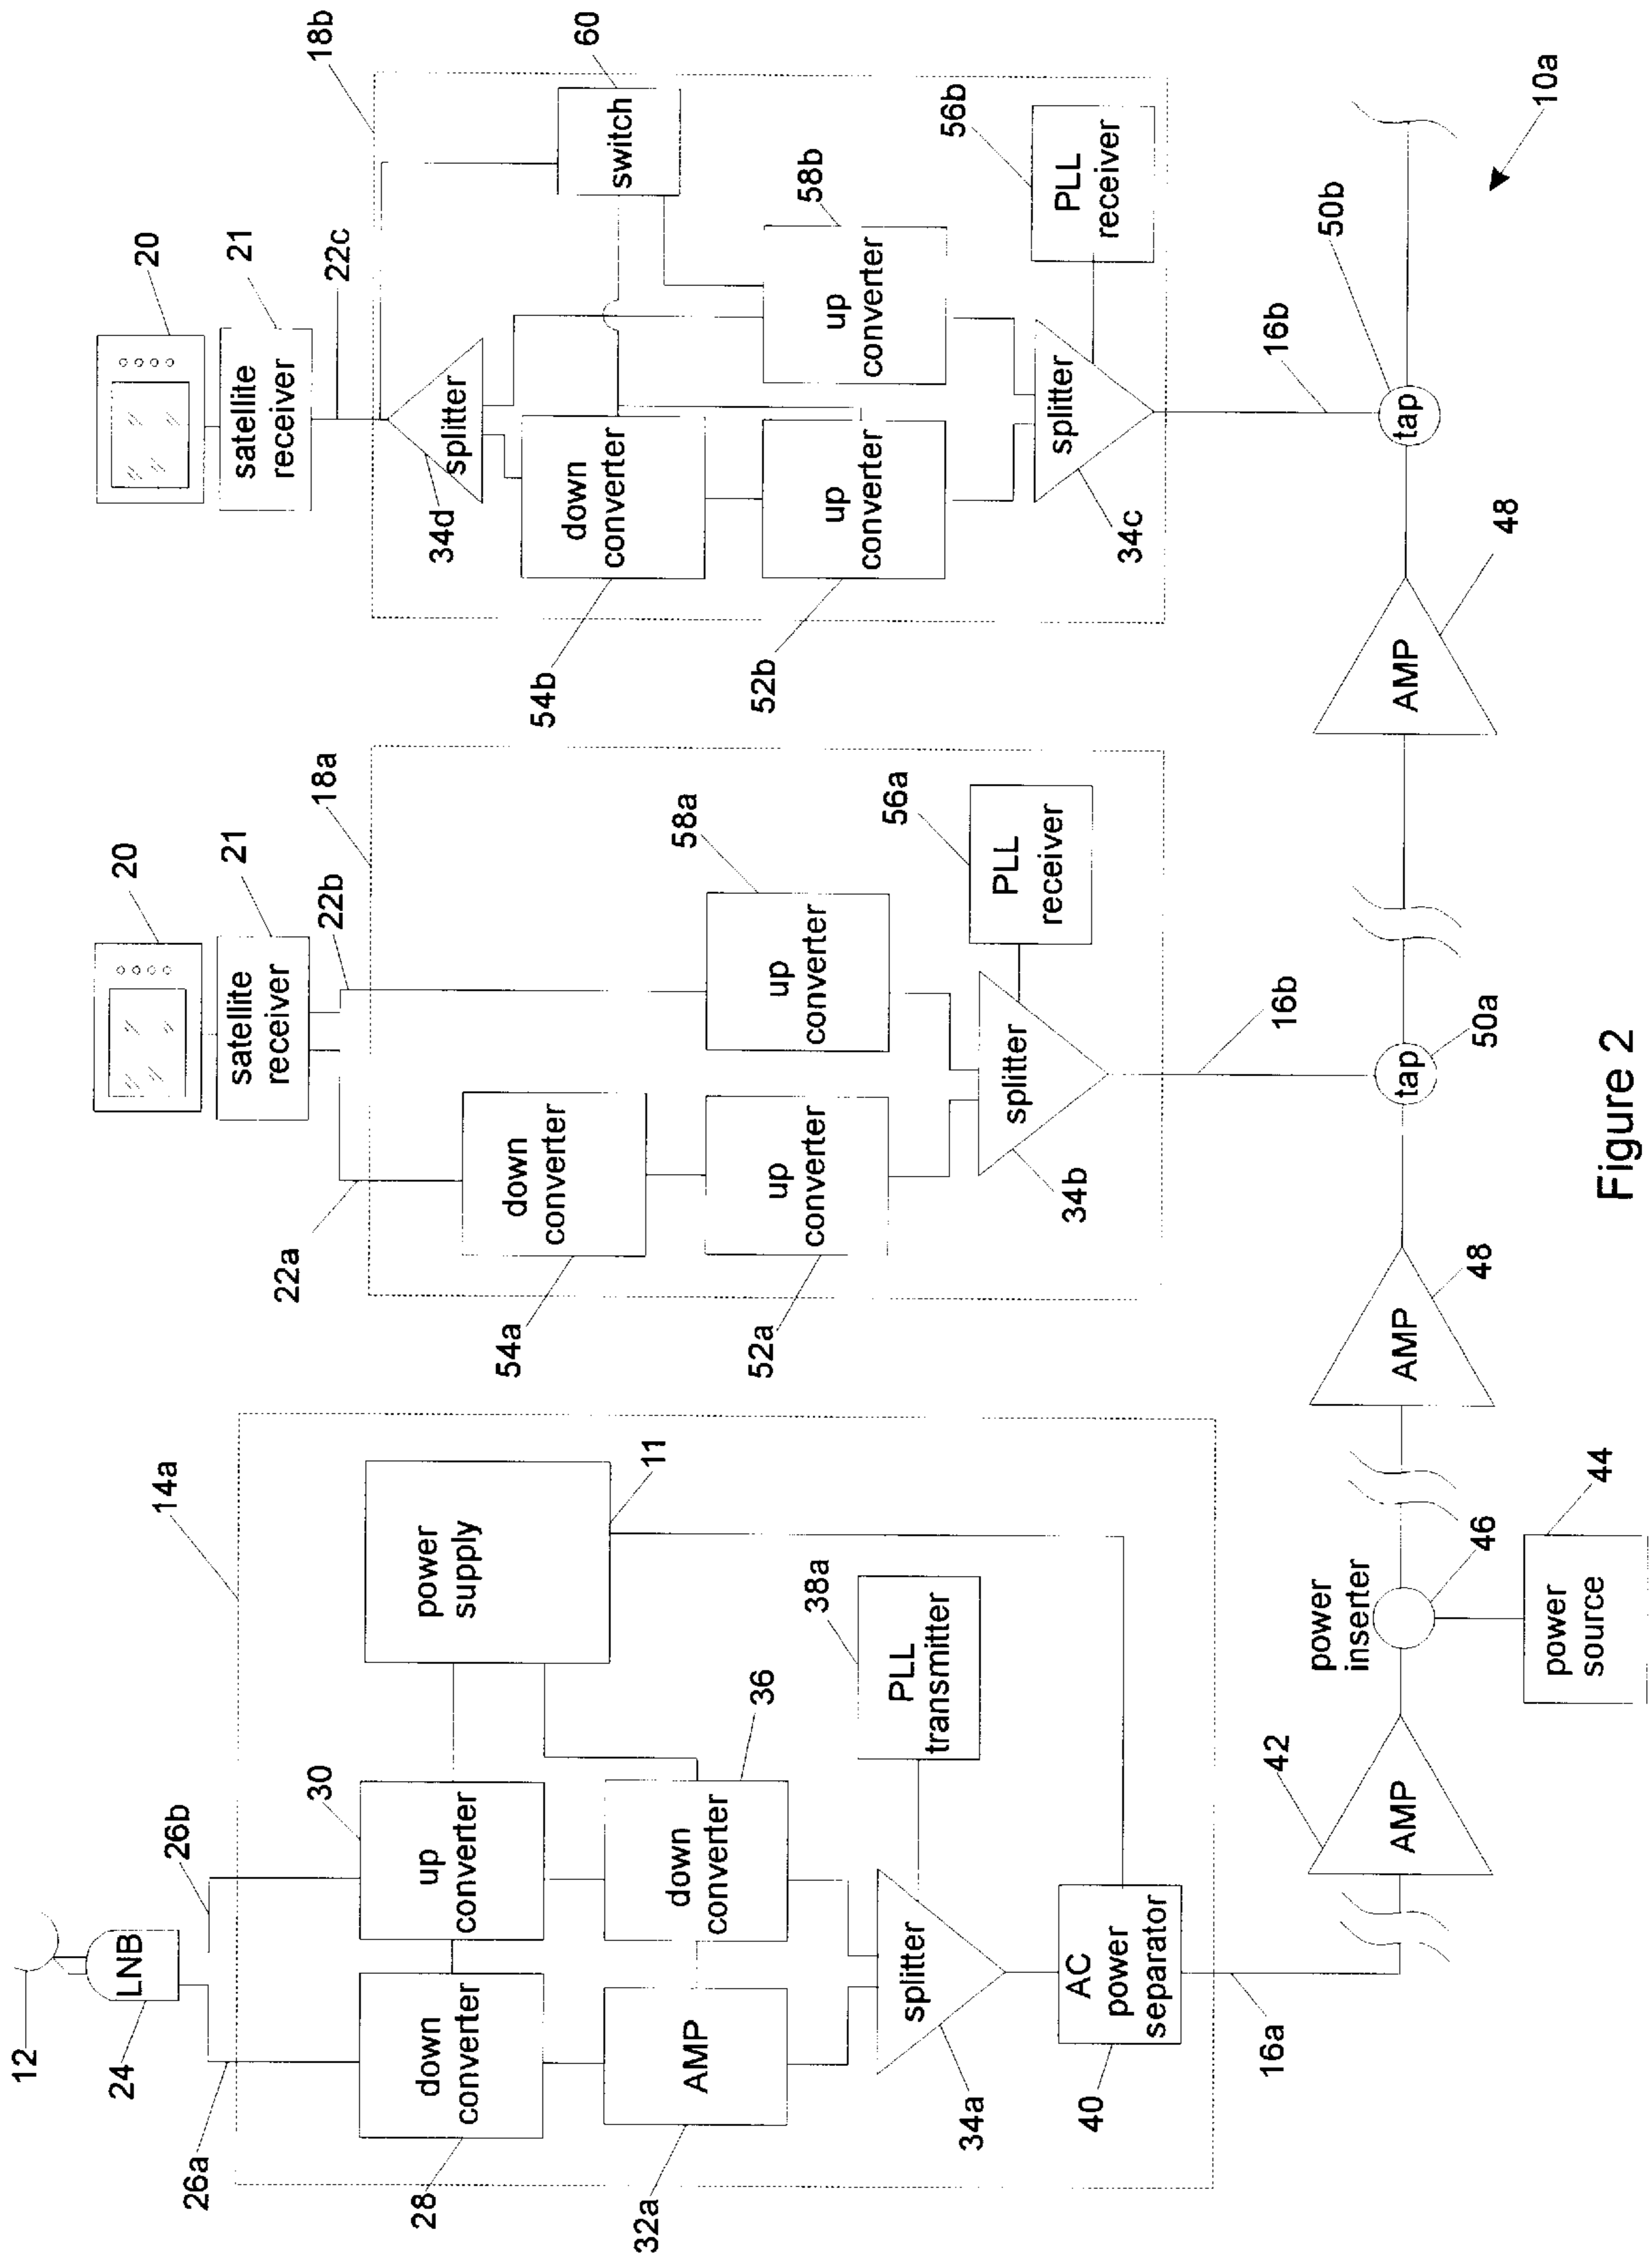 12
LNB
24
26a
26b
14a
down
converter
28
up
converter
30
power
supply
11
AMP
32a
down
converter
36
PLL
transmitter
38a
splitter
34a
AC
power
separator
40
16a
AMP
42
power
inserter
46
power
source
44
AMP
48
20
satellite
receiver
21
22a
22b
18a
down
converter
54a
up
converter
52a
up
converter
58a
PLL
receiver
56a
splitter
34b
16b
tap
50a
AMP
48
20
satellite
receiver
21
22c
18b
splitter
34d
switch
60
down
converter
54b
up
converter
52b
up
converter
58b
PLL
receiver
56b
splitter
34c
16b
tap
50b
10a
Figure 2